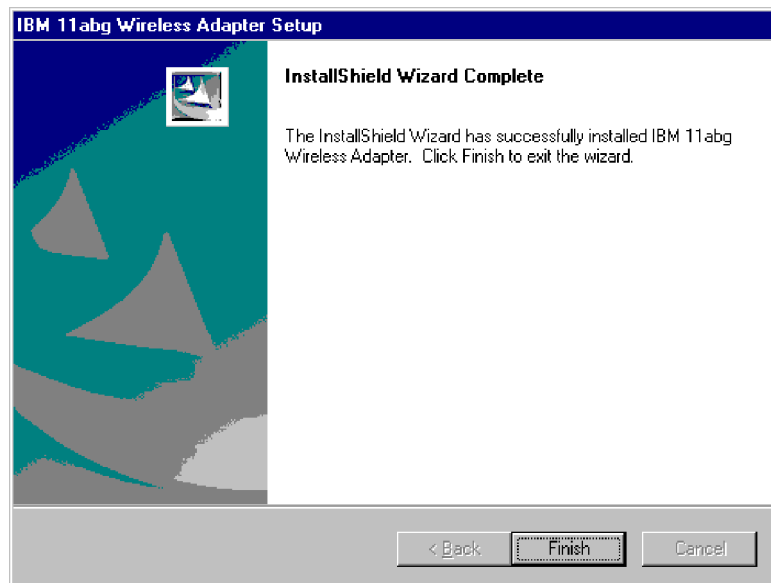 IBM 11abg Wireless Adapter Setup
InstallShield Wizard Complete
The InstallShield Wizard has successfully installed IBM 11abg
Wireless Adapter. Click Finish to exit the wizard.
< Back
Finish
Cancel